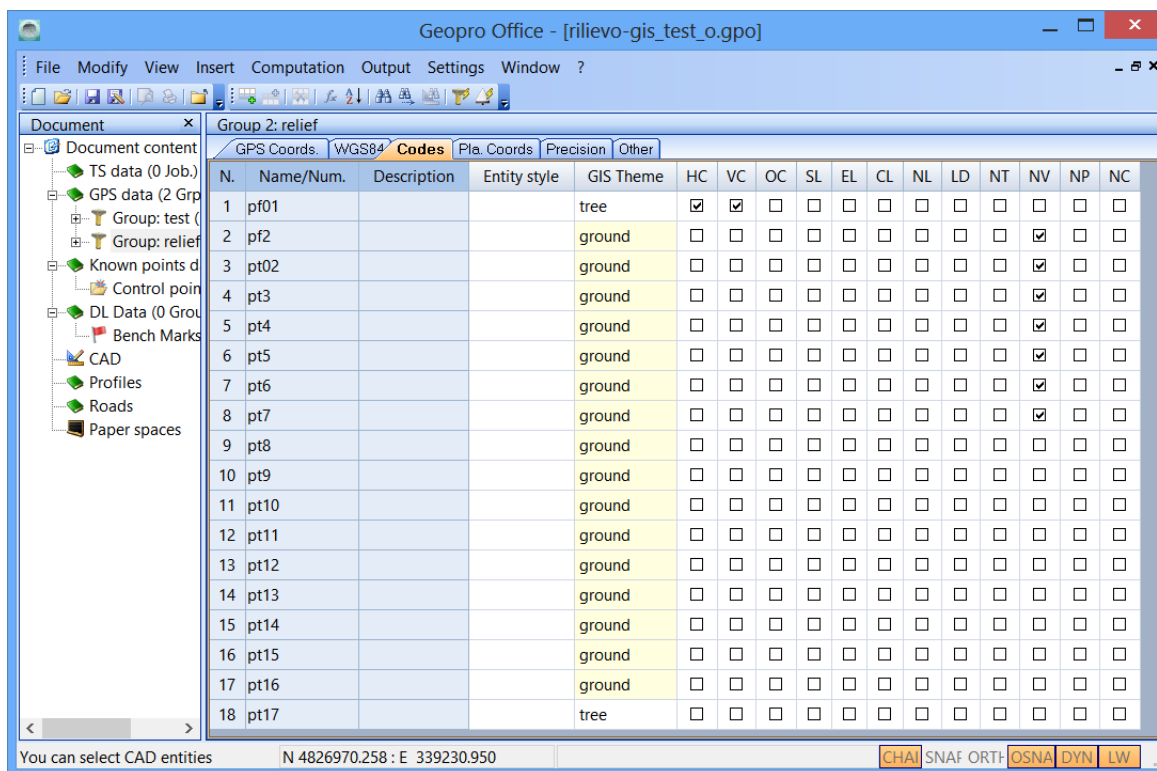 Geopro Office - [rilievo-gis_test_o.gpo]
File Modify View Insert Computation Output Settings Window ?
Document
Document content
TS data (0 Job.)
GPS data (2 Grp
Group: test (
Group: relief
Known points d
Control poin
DL Data (0 Grou
Bench Marks
CAD
Profiles
Roads
Paper spaces
Group 2: relief
GPS Coords. WGS84 Codes Pla. Coords Precision Other
N. Name/Num. Description Entity style GIS Theme HC VC OC SL EL CL NL LD NT NV NP NC
1 pf01 tree
2 pf2 ground
3 pt02 ground
4 pt3 ground
5 pt4 ground
6 pt5 ground
7 pt6 ground
8 pt7 ground
9 pt8 ground
10 pt9 ground
11 pt10 ground
12 pt11 ground
13 pt12 ground
14 pt13 ground
15 pt14 ground
16 pt15 ground
17 pt16 ground
18 pt17 tree
You can select CAD entities N 4826970.258 : E 339230.950 CHAI SNAF ORTH OSNA DYN LW